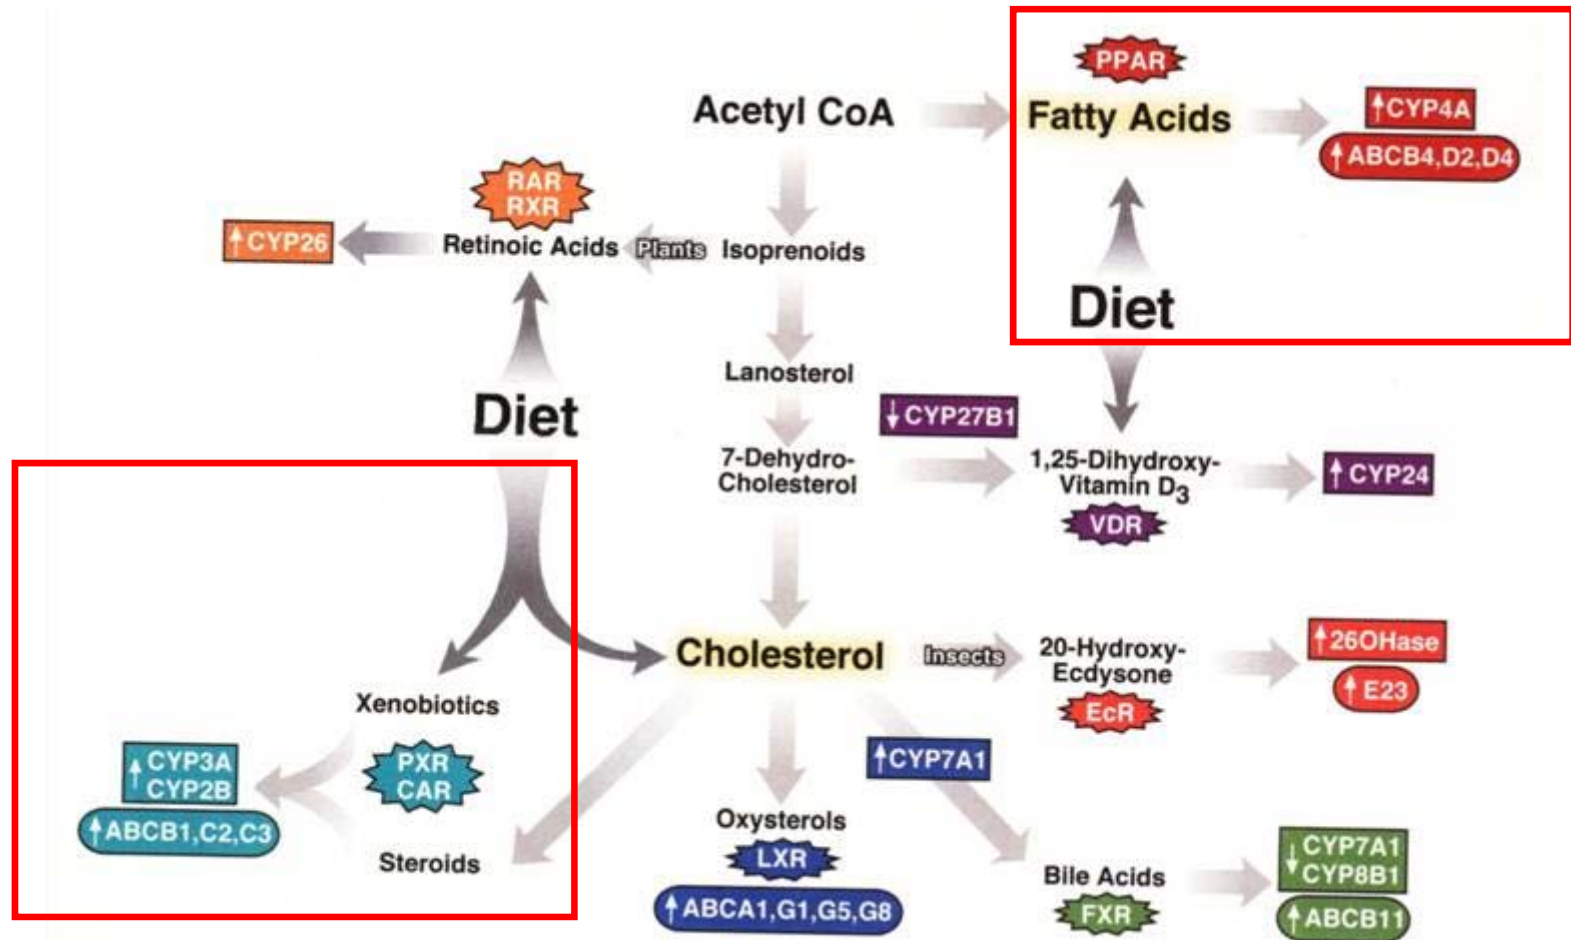 PPAR
Acetyl CoA
Fatty Acids
↑CYP4A
↑ABCB4,D2,D4
RAR
RXR
↑CYP26
Retinoic Acids
Plants
Isoprenoids
Diet
Lanosterol
Diet
↓CYP27B1
7-Dehydro-
Cholesterol
1,25-Dihydroxy-
Vitamin D3
↑CYP24
VDR
Cholesterol
Insects
20-Hydroxy-
Ecdysone
↑26OHase
↑E23
EcR
Xenobiotics
↑CYP3A
CYP2B
PXR
CAR
↑CYP7A1
↑ABCB1,C2,C3
Steroids
Oxysterols
LXR
↑ABCA1,G1,G5,G8
Bile Acids
FXR
↓CYP7A1
CYP8B1
↑ABCB11